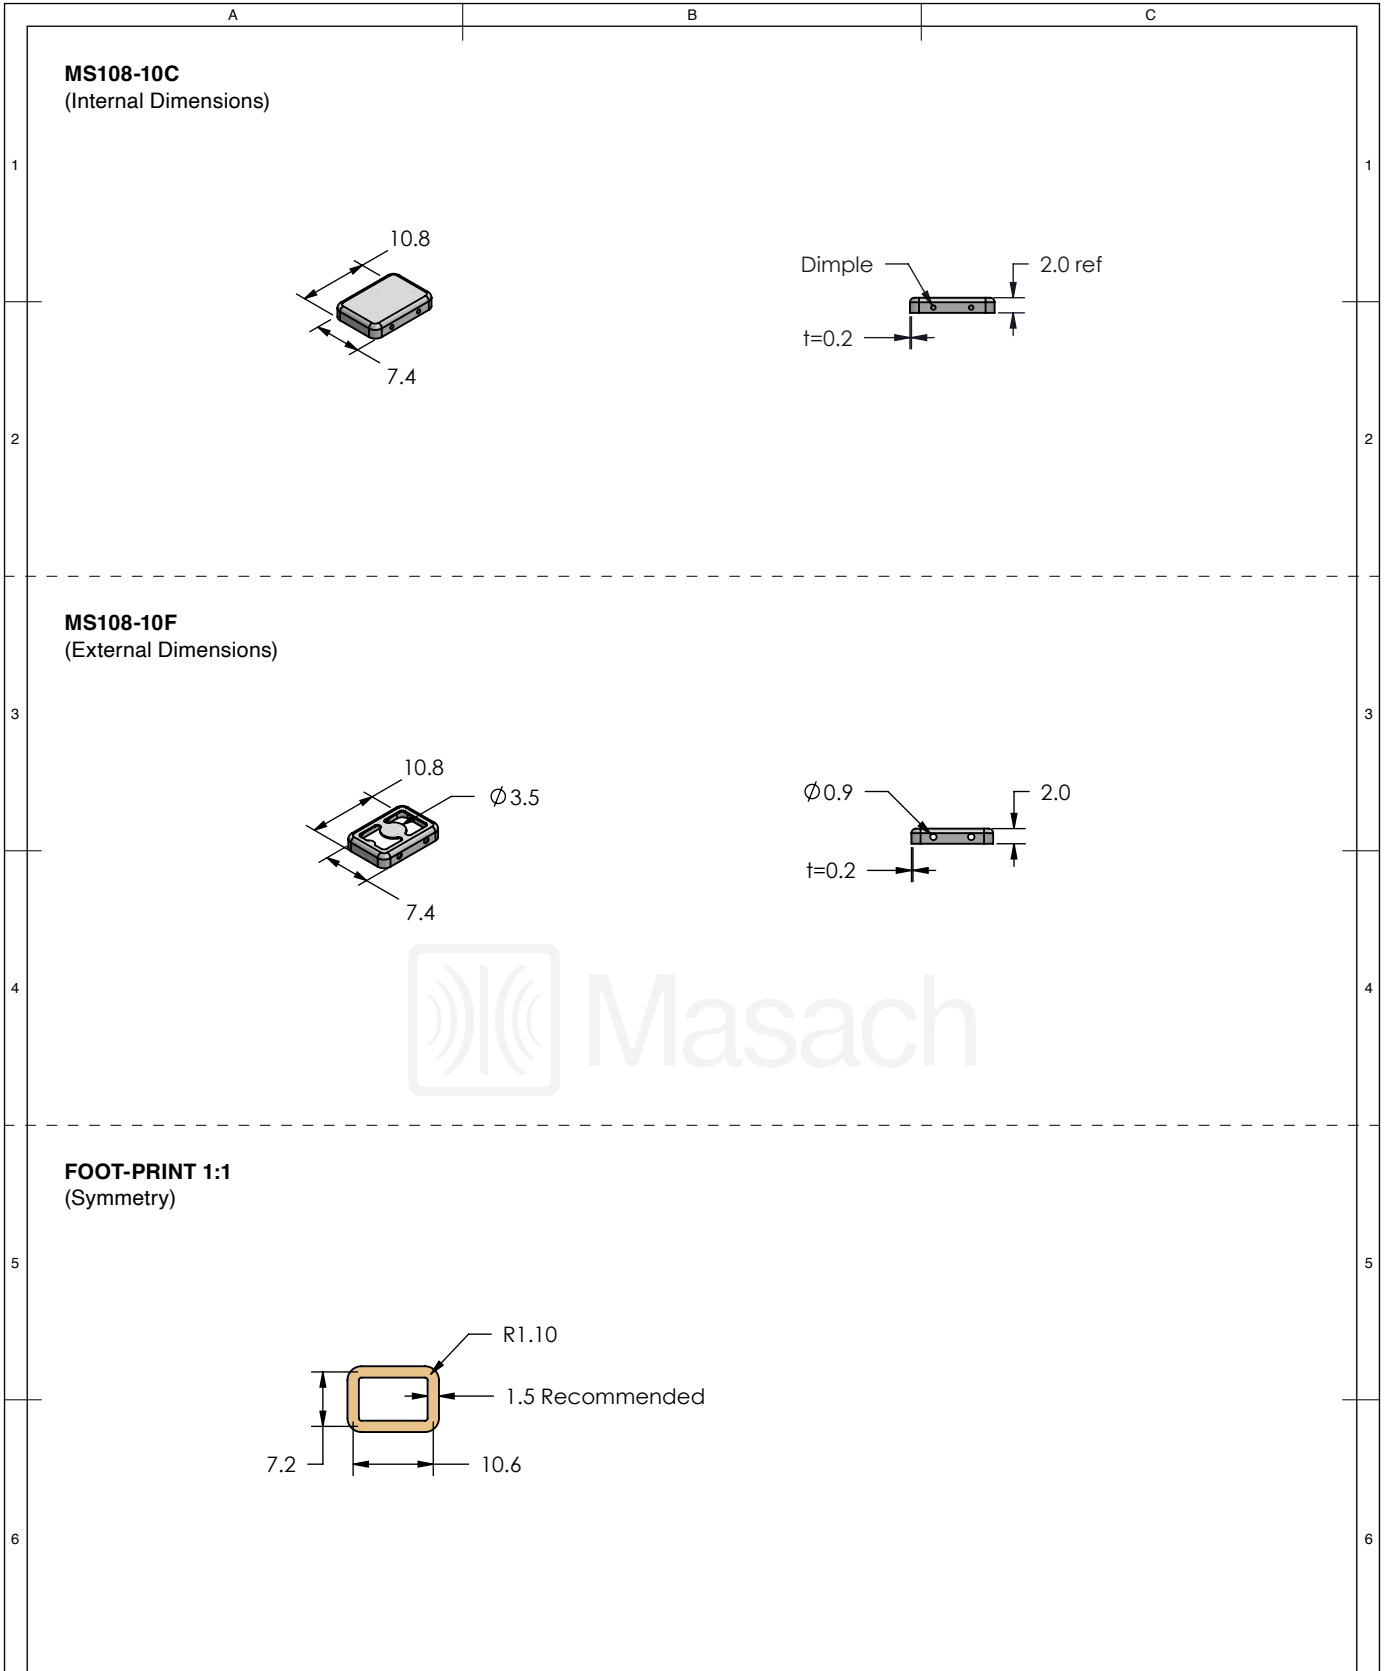 A B C
MS108-10C
(Internal Dimensions)
1 1
10.8
Dimple 2.0 ref
t=0.2
7.4
2 2
MS108-10F
(External Dimensions)
3 3
10.8
Ø3.5
Ø0.9 2.0
t=0.2
7.4
4 4
Masach
FOOT-PRINT 1:1
(Symmetry)
5 5
R1.10
1.5 Recommended
7.2 10.6
6 6